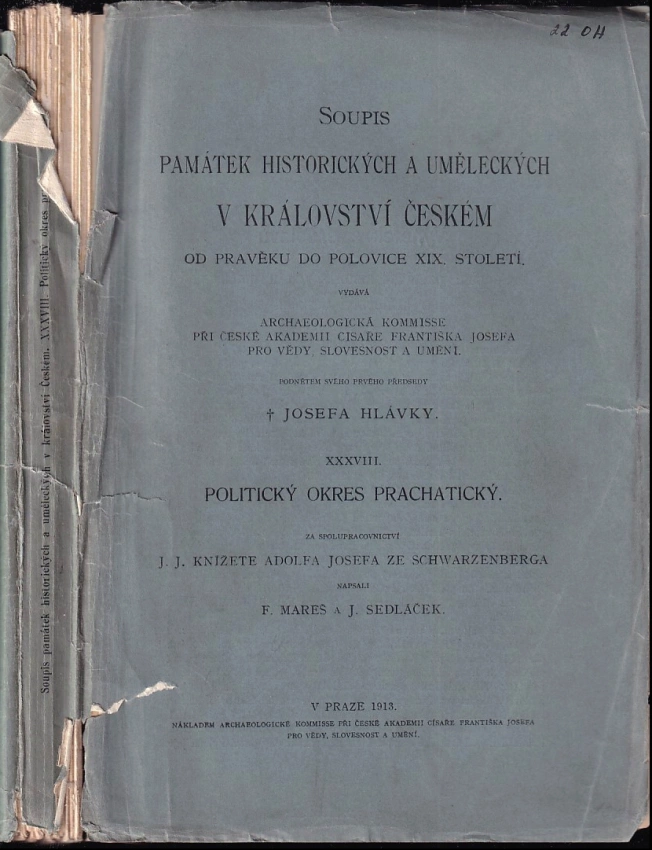 22 OH
SOUPIS
PAMÁTEK HISTORICKÝCH A UMĚLECKÝCH
V KRÁLOVSTVÍ ČESKÉM
OD PRAVĚKU DO POLOVICE XIX. STOLETÍ.
VYDÁVÁ
ARCHAEOLOGICKÁ KOMMISSE
PŘI ČESKÉ AKADEMII CÍSAŘE FRANTIŠKA JOSEFA
PRO VĚDY, SLOVESNOST A UMĚNÍ.
PODNĚTEM SVÉHO PRVÉHO PŘEDSEDY
† JOSEFA HLÁVKY.
XXXVIII.
POLITICKÝ OKRES PRACHATICKÝ.
ZA SPOLUPRACOVNICTVÍ
J. J. KNÍŽETE ADOLFA JOSEFA ZE SCHWARZENBERGA
NAPSALI
F. MAREŠ A J. SEDLÁČEK.
V PRAZE 1913.
NÁKLADEM ARCHAEOLOGICKÉ KOMMISSE PŘI ČESKÉ AKADEMII CÍSAŘE FRANTIŠKA JOSEFA
PRO VĚDY, SLOVESNOST A UMĚNÍ.
Soupis památek historických a uměleckých v království Českém. XXXVIII. Politický okres